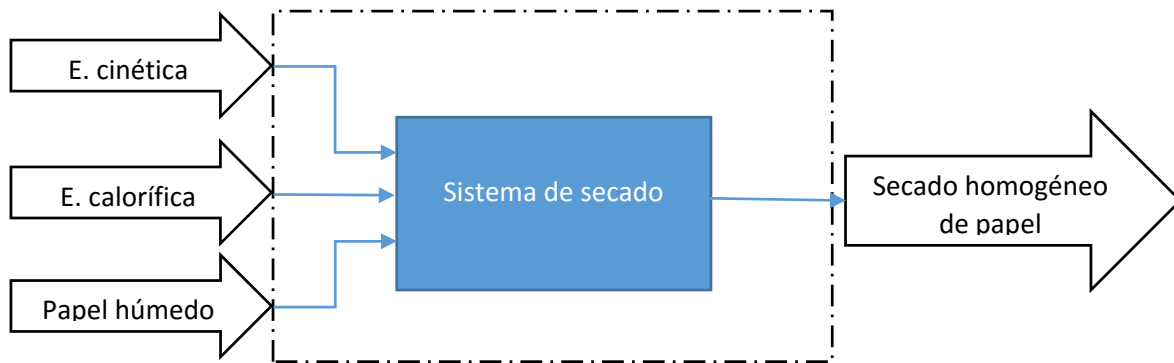 E. cinética
E. calorífica
Papel húmedo
Sistema de secado
Secado homogéneo
de papel